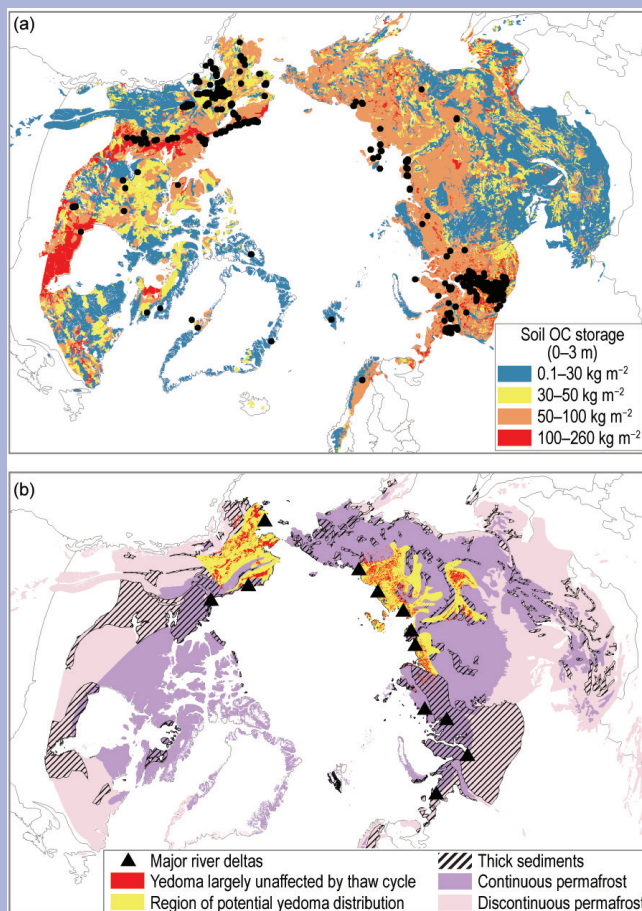 (a)
Soil OC storage
(0–3 m)
0.1–30 kg m⁻²
30–50 kg m⁻²
50–100 kg m⁻²
100–260 kg m⁻²
(b)
Major river deltas
Yedoma largely unaffected by thaw cycle
Region of potential yedoma distribution
Thick sediments
Continuous permafrost
Discontinuous permafrost